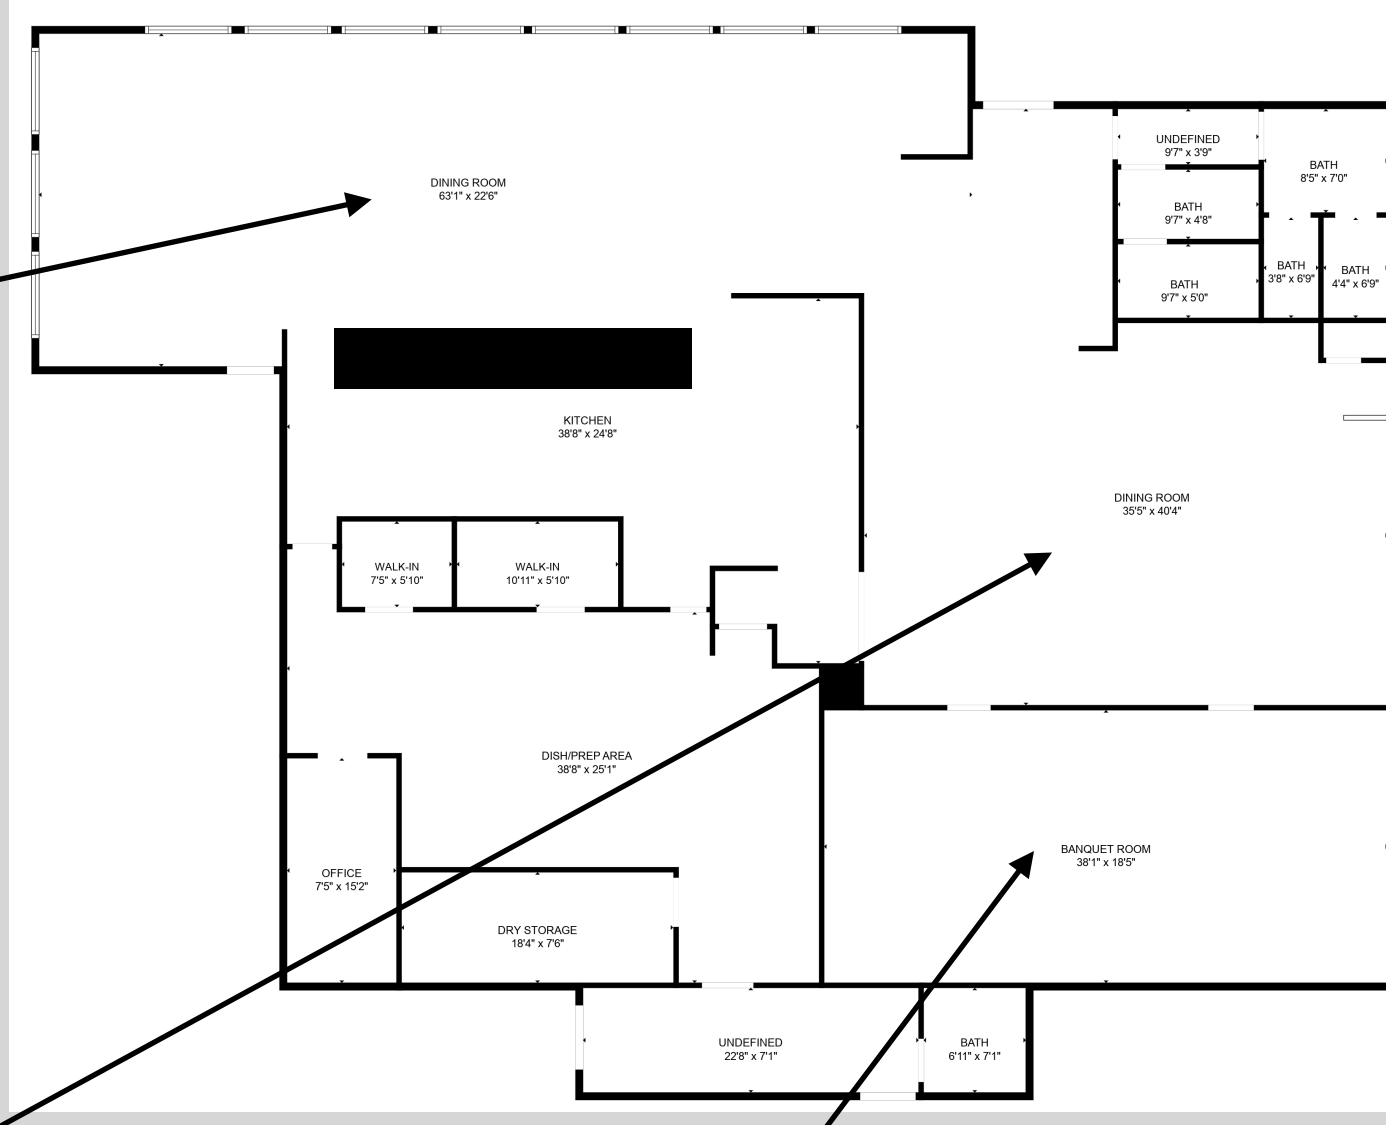 UNDEFINED
9'7" x 3'9"
BATH
8'5" x 7'0"
DINING ROOM
63'1" x 22'6"
BATH
9'7" x 4'8"
BATH
3'8" x 6'9"
BATH
4'4" x 6'9"
BATH
9'7" x 5'0"
KITCHEN
38'8" x 24'8"
DINING ROOM
35'5" x 40'4"
WALK-IN
7'5" x 5'10"
WALK-IN
10'11" x 5'10"
DISH/PREP AREA
38'8" x 25'1"
BANQUET ROOM
38'1" x 18'5"
OFFICE
7'5" x 15'2"
DRY STORAGE
18'4" x 7'6"
UNDEFINED
22'8" x 7'1"
BATH
6'11" x 7'1"